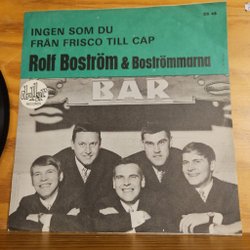 INGEN SOM DU
FRÅN FRISCO TILL CAP
Rolf Boström & Boströmmarna
BAR